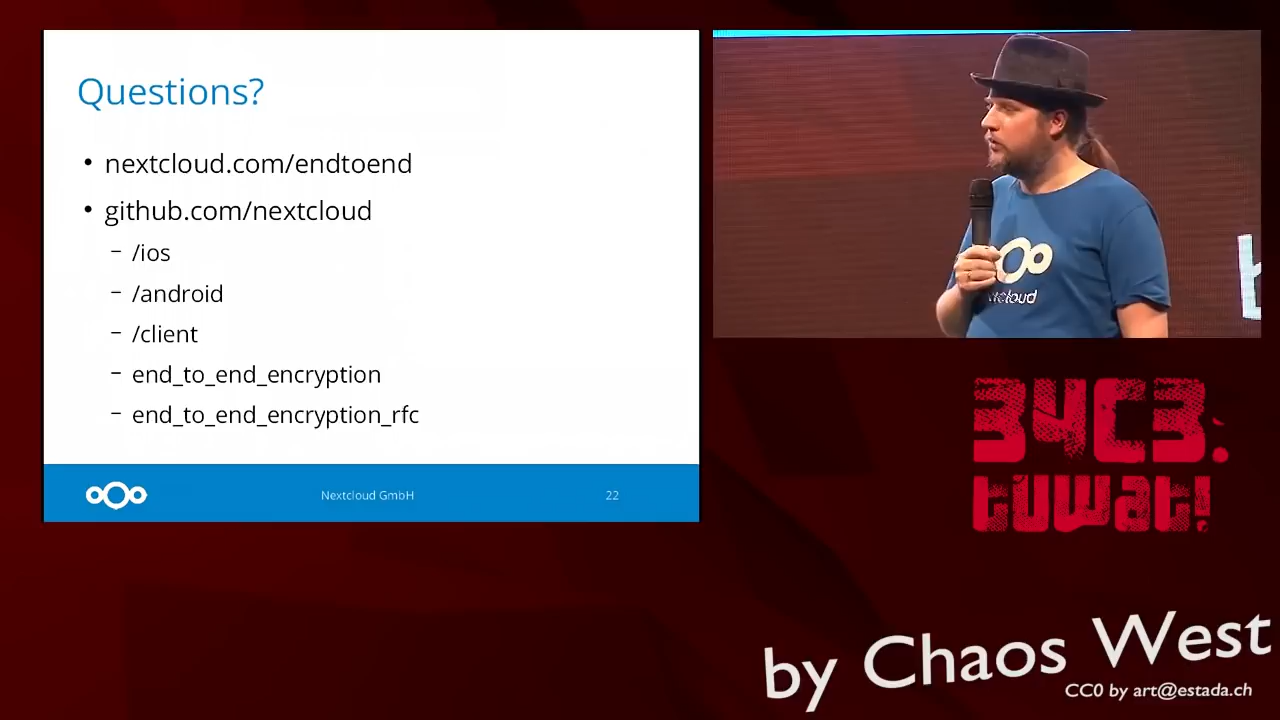 Questions?
• nextcloud.com/endtoend
• github.com/nextcloud
– /ios
– /android
– /client
– end_to_end_encryption
– end_to_end_encryption_rfc
Nextcloud GmbH
22
34C3.
tuwat!
by Chaos West
CC0 by art@estada.ch